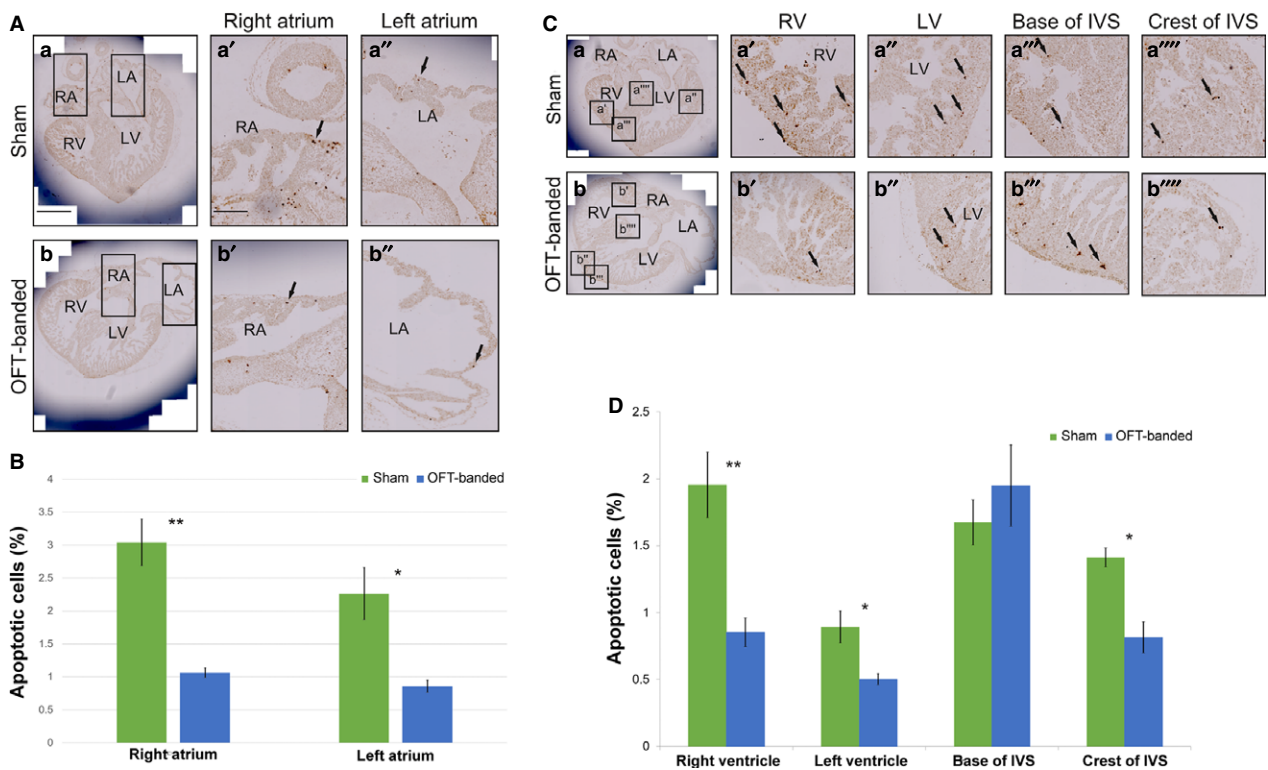 A
Right atrium
Left atrium
Sham
a
RA
LA
RV
LV
a′
RA
a″
LA
OFT-banded
b
RA
LA
RV
LV
b′
RA
b″
LA
B
Sham
OFT-banded
Apoptotic cells (%)
4
3.5
3
2.5
2
1.5
1
0.5
0
Right atrium
Left atrium
C
RV
LV
Base of IVS
Crest of IVS
Sham
a
RA
LA
RV
a″″
LV
a″
a′
a‴
a′
RV
a″
LV
a‴
a″″
OFT-banded
b
b′
RV
RA
b″″
LA
b″
LV
b‴
b′
b″
LV
b‴
b″″
D
Sham
OFT-banded
Apoptotic cells (%)
2.5
2
1.5
1
0.5
0
**
*
**
*
*
Right ventricle
Left ventricle
Base of IVS
Crest of IVS